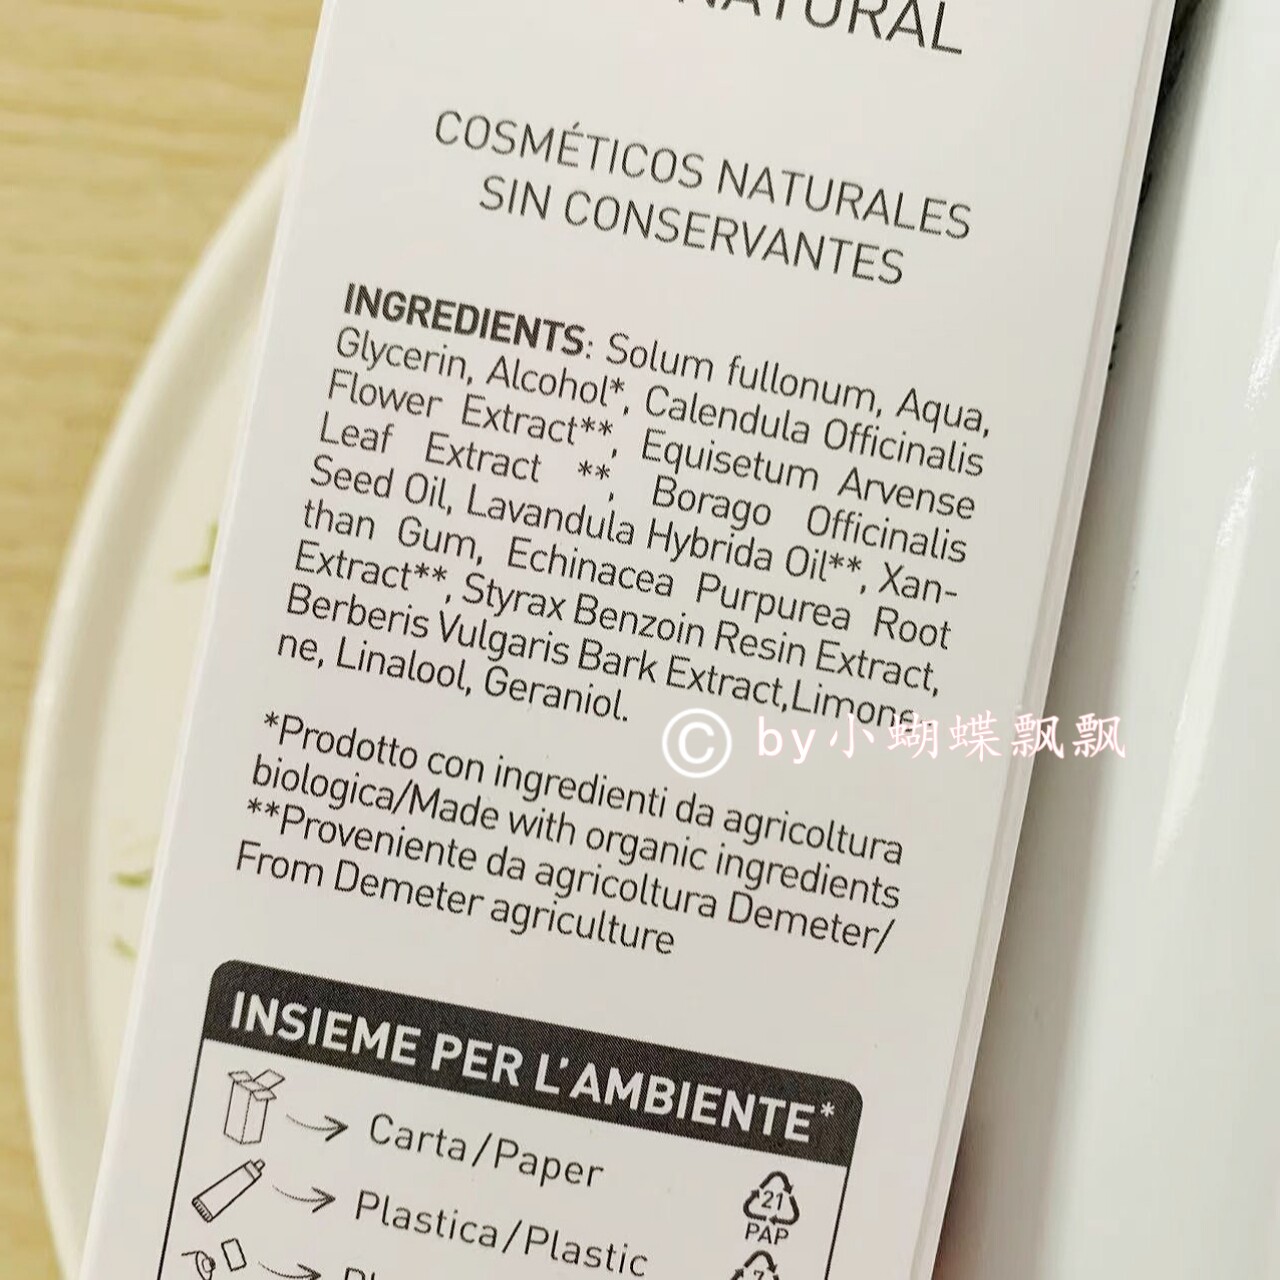 NATURAL
COSMÉTICOS NATURALES
SIN CONSERVANTES
INGREDIENTS: Solum fullonum, Aqua,
Glycerin, Alcohol*, Calendula Officinalis
Flower Extract**, Equisetum Arvense
Leaf Extract **, Borago Officinalis
Seed Oil, Lavandula Hybrida Oil**, Xan-
than Gum, Echinacea Purpurea Root
Extract**, Styrax Benzoin Resin Extract,
Berberis Vulgaris Bark Extract,Limone-
ne, Linalool, Geraniol.
© by小蝴蝶飘飘
*Prodotto con ingredienti da agricoltura
biologica/Made with organic ingredients
**Proveniente da agricoltura Demeter/
From Demeter agriculture
INSIEME PER L'AMBIENTE*
Carta/Paper
21
PAP
Plastica/Plastic
7